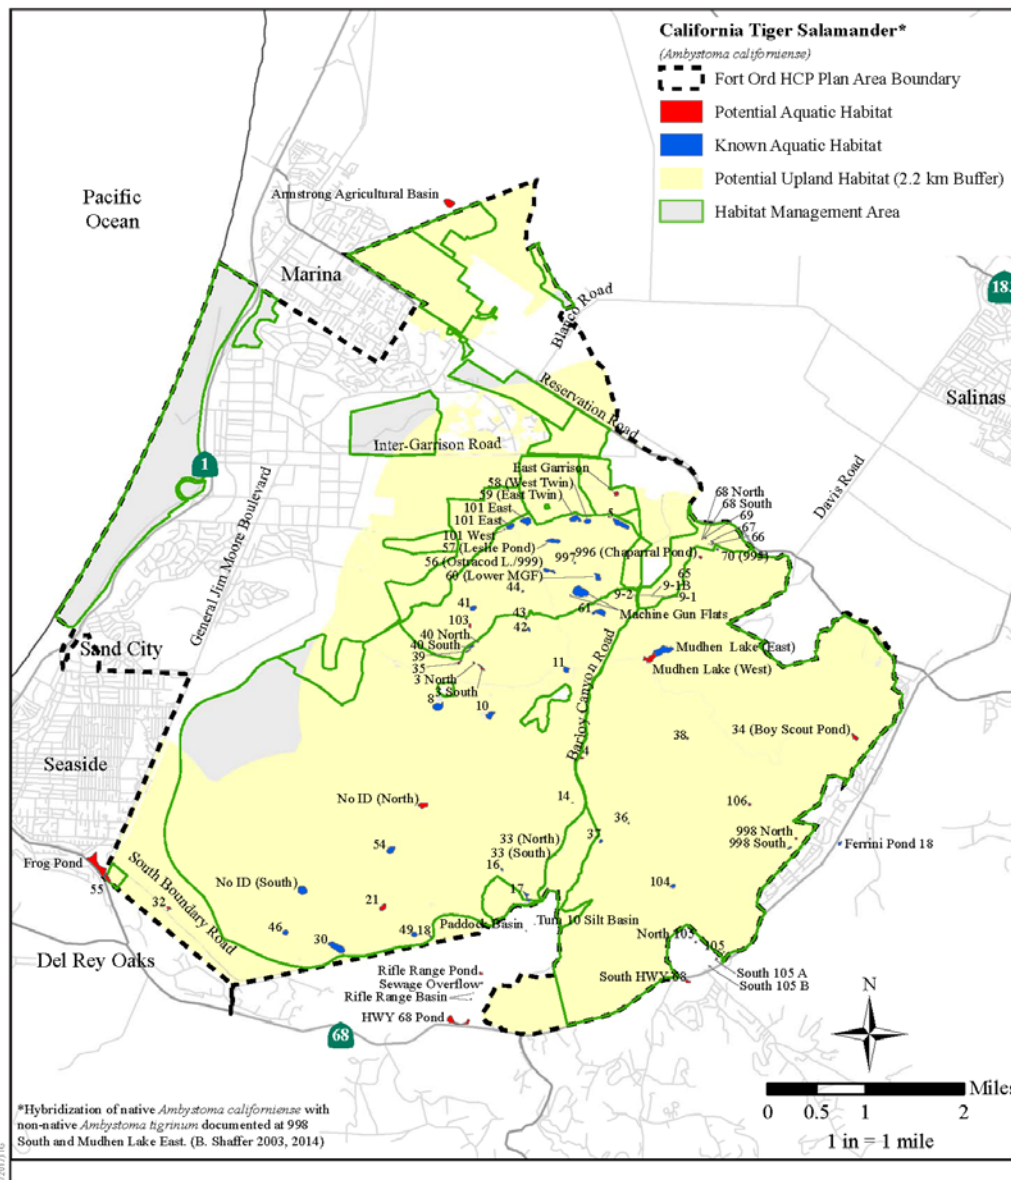 California Tiger Salamander*
(Ambystoma californiense)
Fort Ord HCP Plan Area Boundary
Potential Aquatic Habitat
Known Aquatic Habitat
Potential Upland Habitat (2.2 km Buffer)
Habitat Management Area
Pacific
Ocean
Armstrong Agricultural Basin
Marina
Blanco Road
Reservation Road
Salinas
Davis Road
Inter-Garrison Road
1
General Jim Moore Boulevard
East Garrison
58 (West Twin)
59 (East Twin)
101 East
101 East
101 West
57 (Leslie Pond)
56 (Ostracod L./999)
60 (Lower MGF)
5
997
996 (Chaparral Pond)
68 North
68 South
69
67
66
70 (995)
65
9-1B
9-1
9-2
44
41
43
42
61
Machine Gun Flats
103
40 North
40 South
39
35
3 North
3 South
8
10
11
Barloy Canyon Road
Mudhen Lake (East)
Mudhen Lake (West)
Sand City
Seaside
38
34 (Boy Scout Pond)
4
No ID (North)
14
36
106
37
54
33 (North)
33 (South)
16
998 North
998 South
Ferrini Pond 18
Frog Pond
55
South Boundary Road
No ID (South)
32
21
17
104
46
30
49
18
Paddock Basin
Turn 10 Silt Basin
North 105
105
Del Rey Oaks
Rifle Range Pond
Sewage Overflow
Rifle Range Basin
HWY 68 Pond
South HWY 68
South 105 A
South 105 B
68
N
Miles
0 0.5 1 2
1 in = 1 mile
*Hybridization of native Ambystoma californiense with
non-native Ambystoma tigrinum documented at 998
South and Mudhen Lake East. (B. Shaffer 2003, 2014)